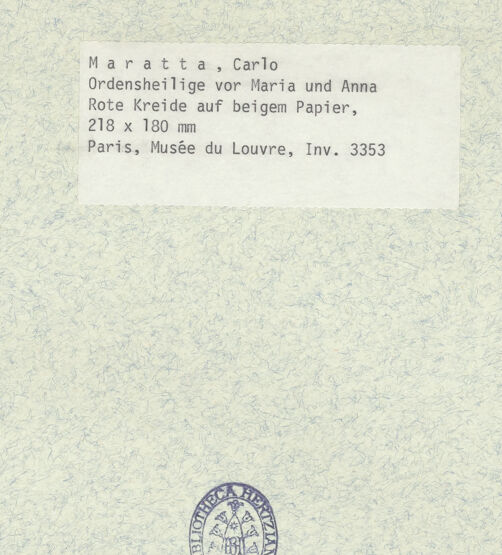 M a r a t t a , Carlo
Ordensheilige vor Maria und Anna
Rote Kreide auf beigem Papier,
218 x 180 mm
Paris, Musée du Louvre, Inv. 3353
BIBLIOTHECA HERTZIAN